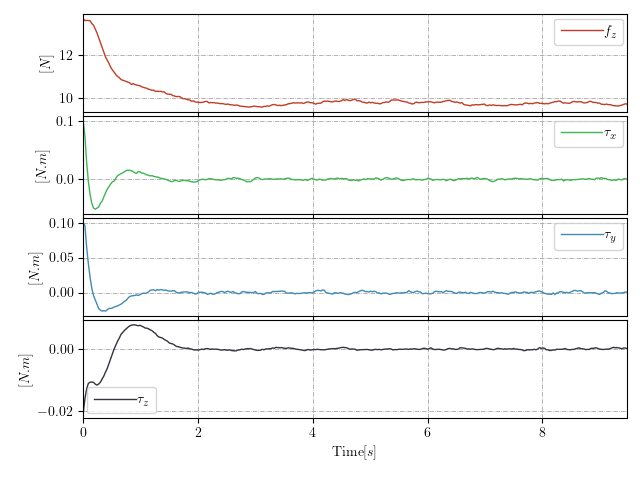 f_z
12
10
[N]
τ_x
0.1
0.0
[N.m]
τ_y
0.10
0.05
0.00
[N.m]
0.00
−0.02
[N.m]
τ_z
0 2 4 6 8
Time[s]